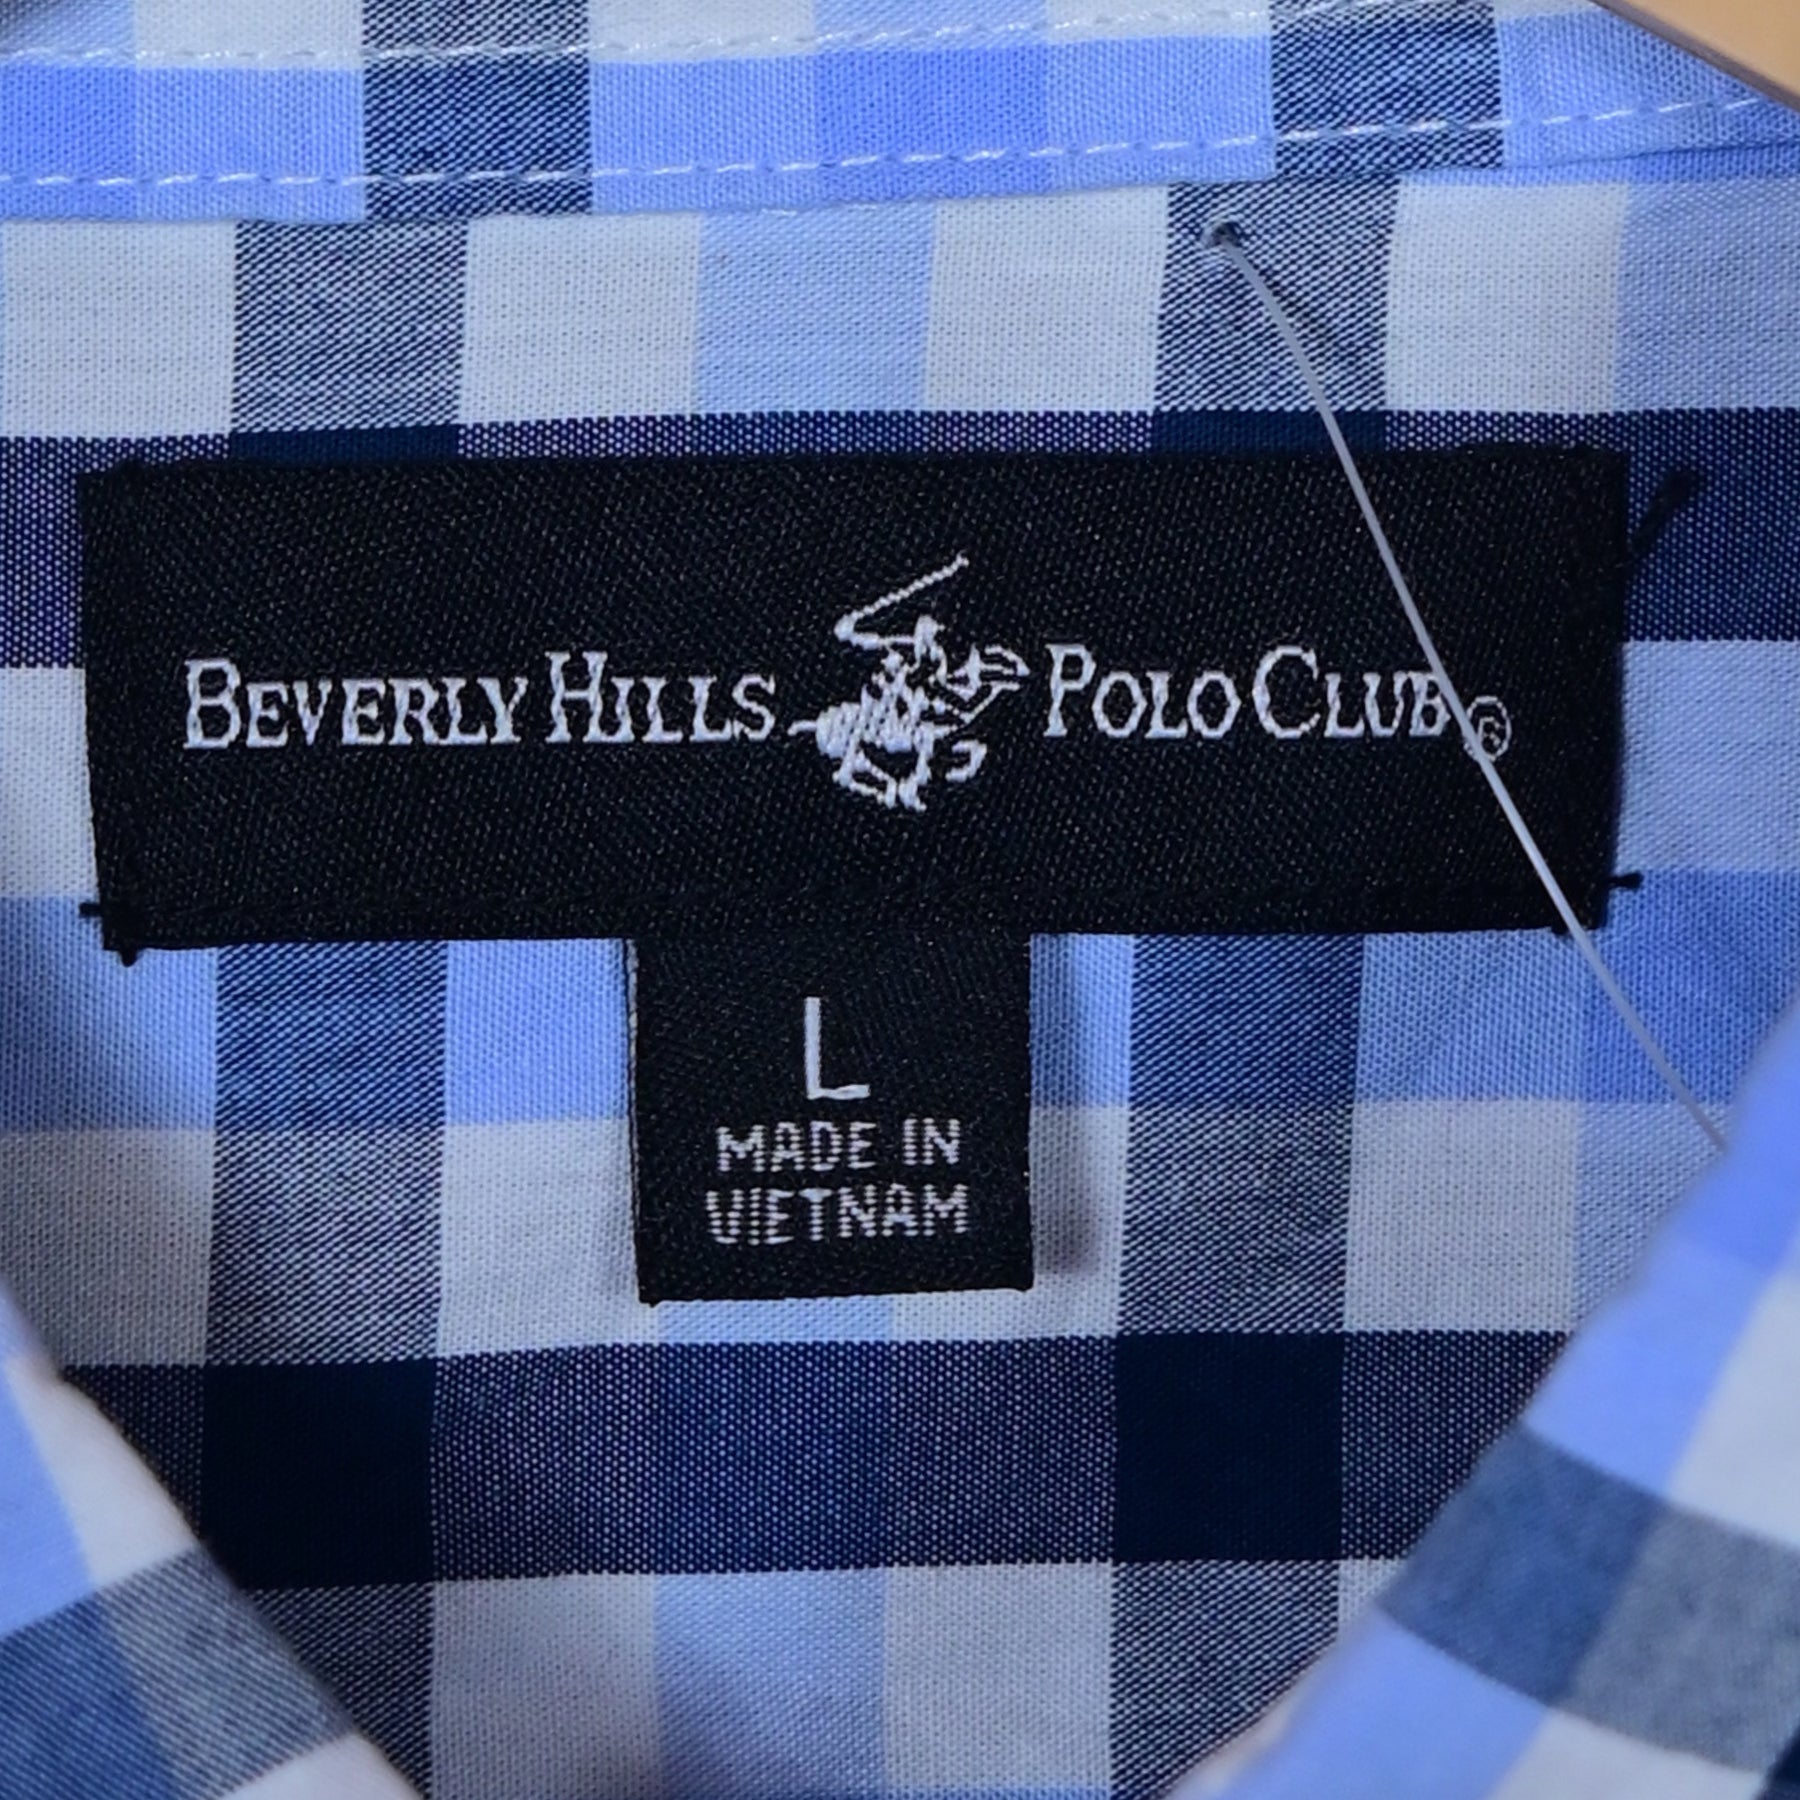 BEVERLY HILLS POLO CLUB®
L
MADE IN
VIETNAM